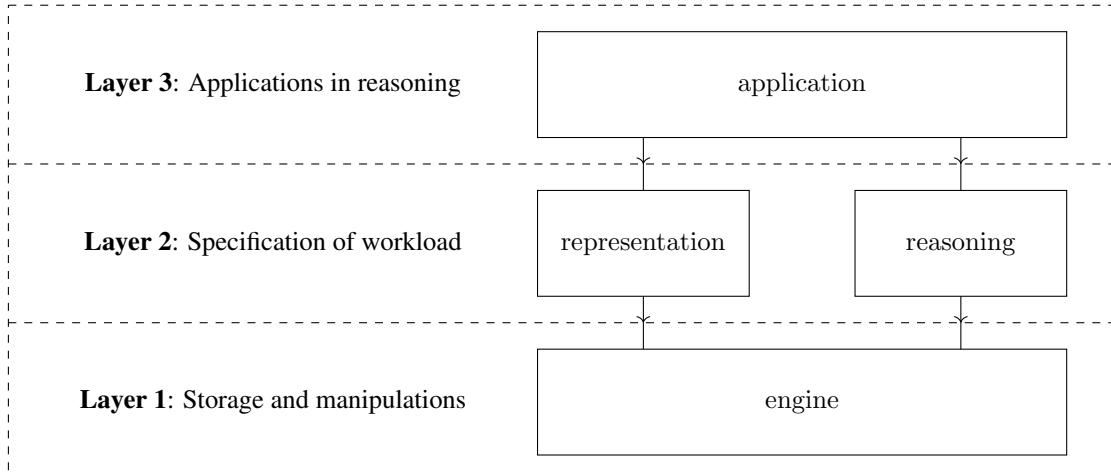 Layer 3: Applications in reasoning
application
Layer 2: Specification of workload
representation
reasoning
Layer 1: Storage and manipulations
engine